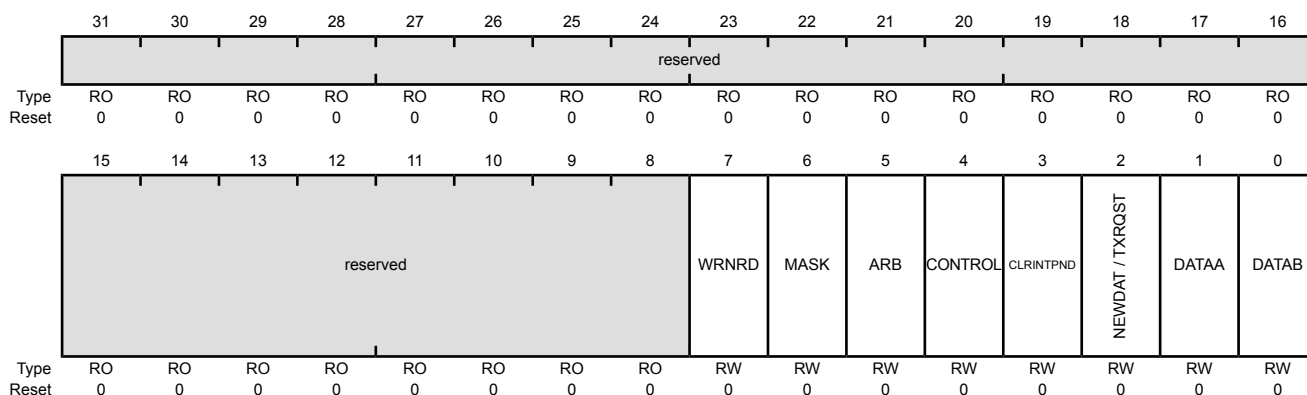 31 30 29 28 27 26 25 24 23 22 21 20 19 18 17 16
reserved
Type RO RO RO RO RO RO RO RO RO RO RO RO RO RO RO RO
Reset 0 0 0 0 0 0 0 0 0 0 0 0 0 0 0 0
15 14 13 12 11 10 9 8 7 6 5 4 3 2 1 0
reserved WRNRD MASK ARB CONTROL CLRINTPND NEWDAT / TXRQST DATAA DATAB
Type RO RO RO RO RO RO RO RO RW RW RW RW RW RW RW RW
Reset 0 0 0 0 0 0 0 0 0 0 0 0 0 0 0 0